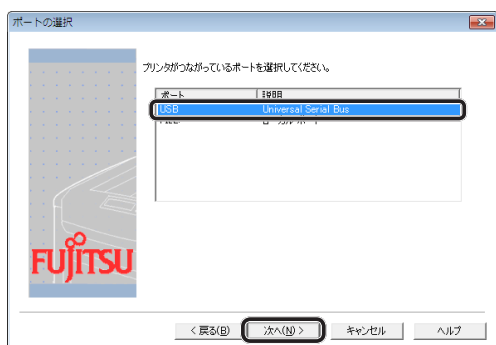 ポートの選択
プリンタがつながっているポートを選択してください。
ポート 説明
USB Universal Serial Bus
FUJITSU
< 戻る(B) 次へ(N) > キャンセル ヘルプ